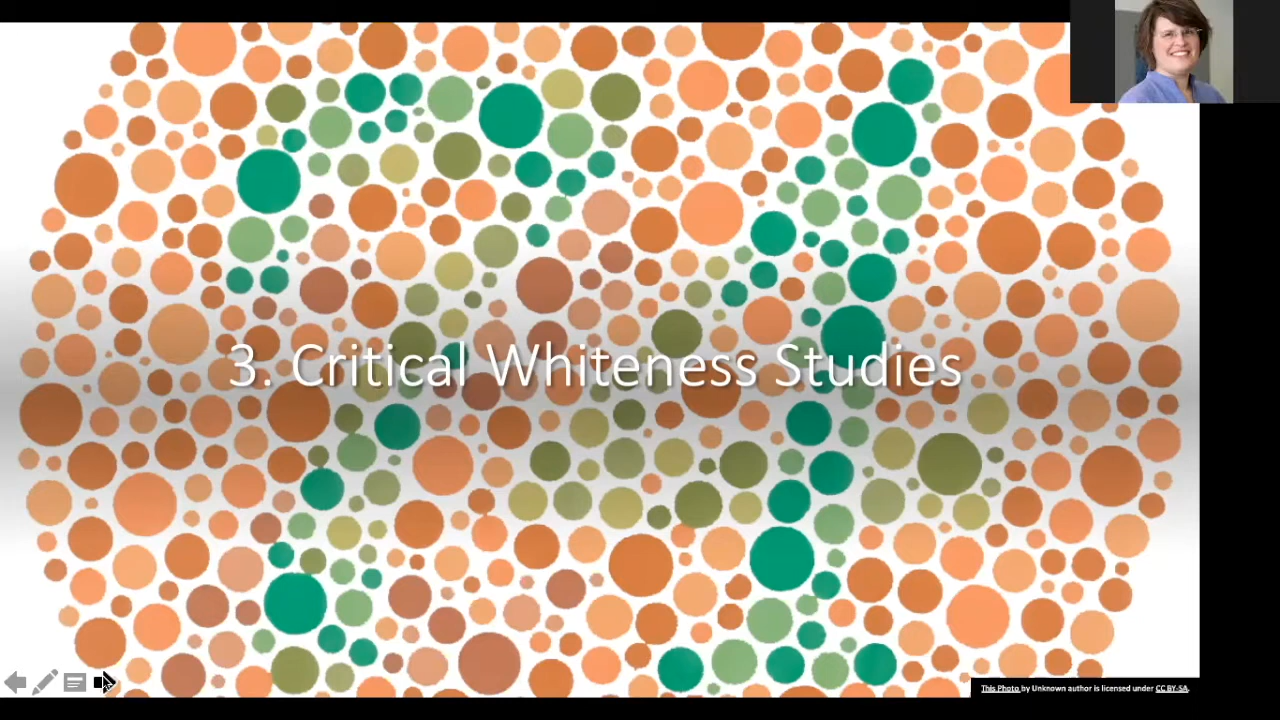 3. Critical Whiteness Studies
This Photo by Unknown author is licensed under CC BY-SA.